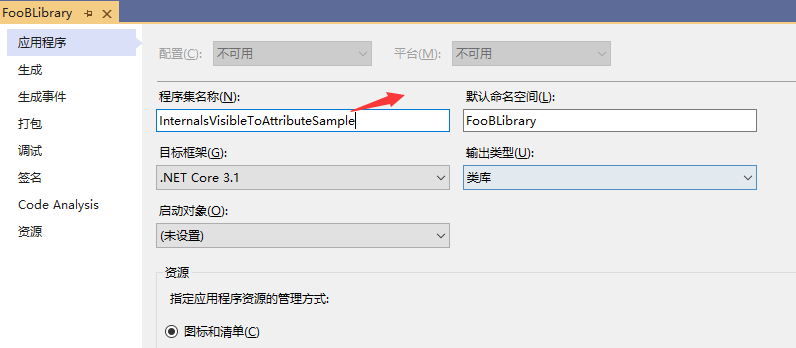 FooBLibrary
应用程序
生成
生成事件
打包
调试
签名
Code Analysis
资源
配置(C): 不可用 平台(M): 不可用
程序集名称(N): 默认命名空间(L):
InternalsVisibleToAttributeSample FooBLibrary
目标框架(G): 输出类型(U):
.NET Core 3.1 类库
启动对象(O):
(未设置)
资源
指定应用程序资源的管理方式:
图标和清单(C)